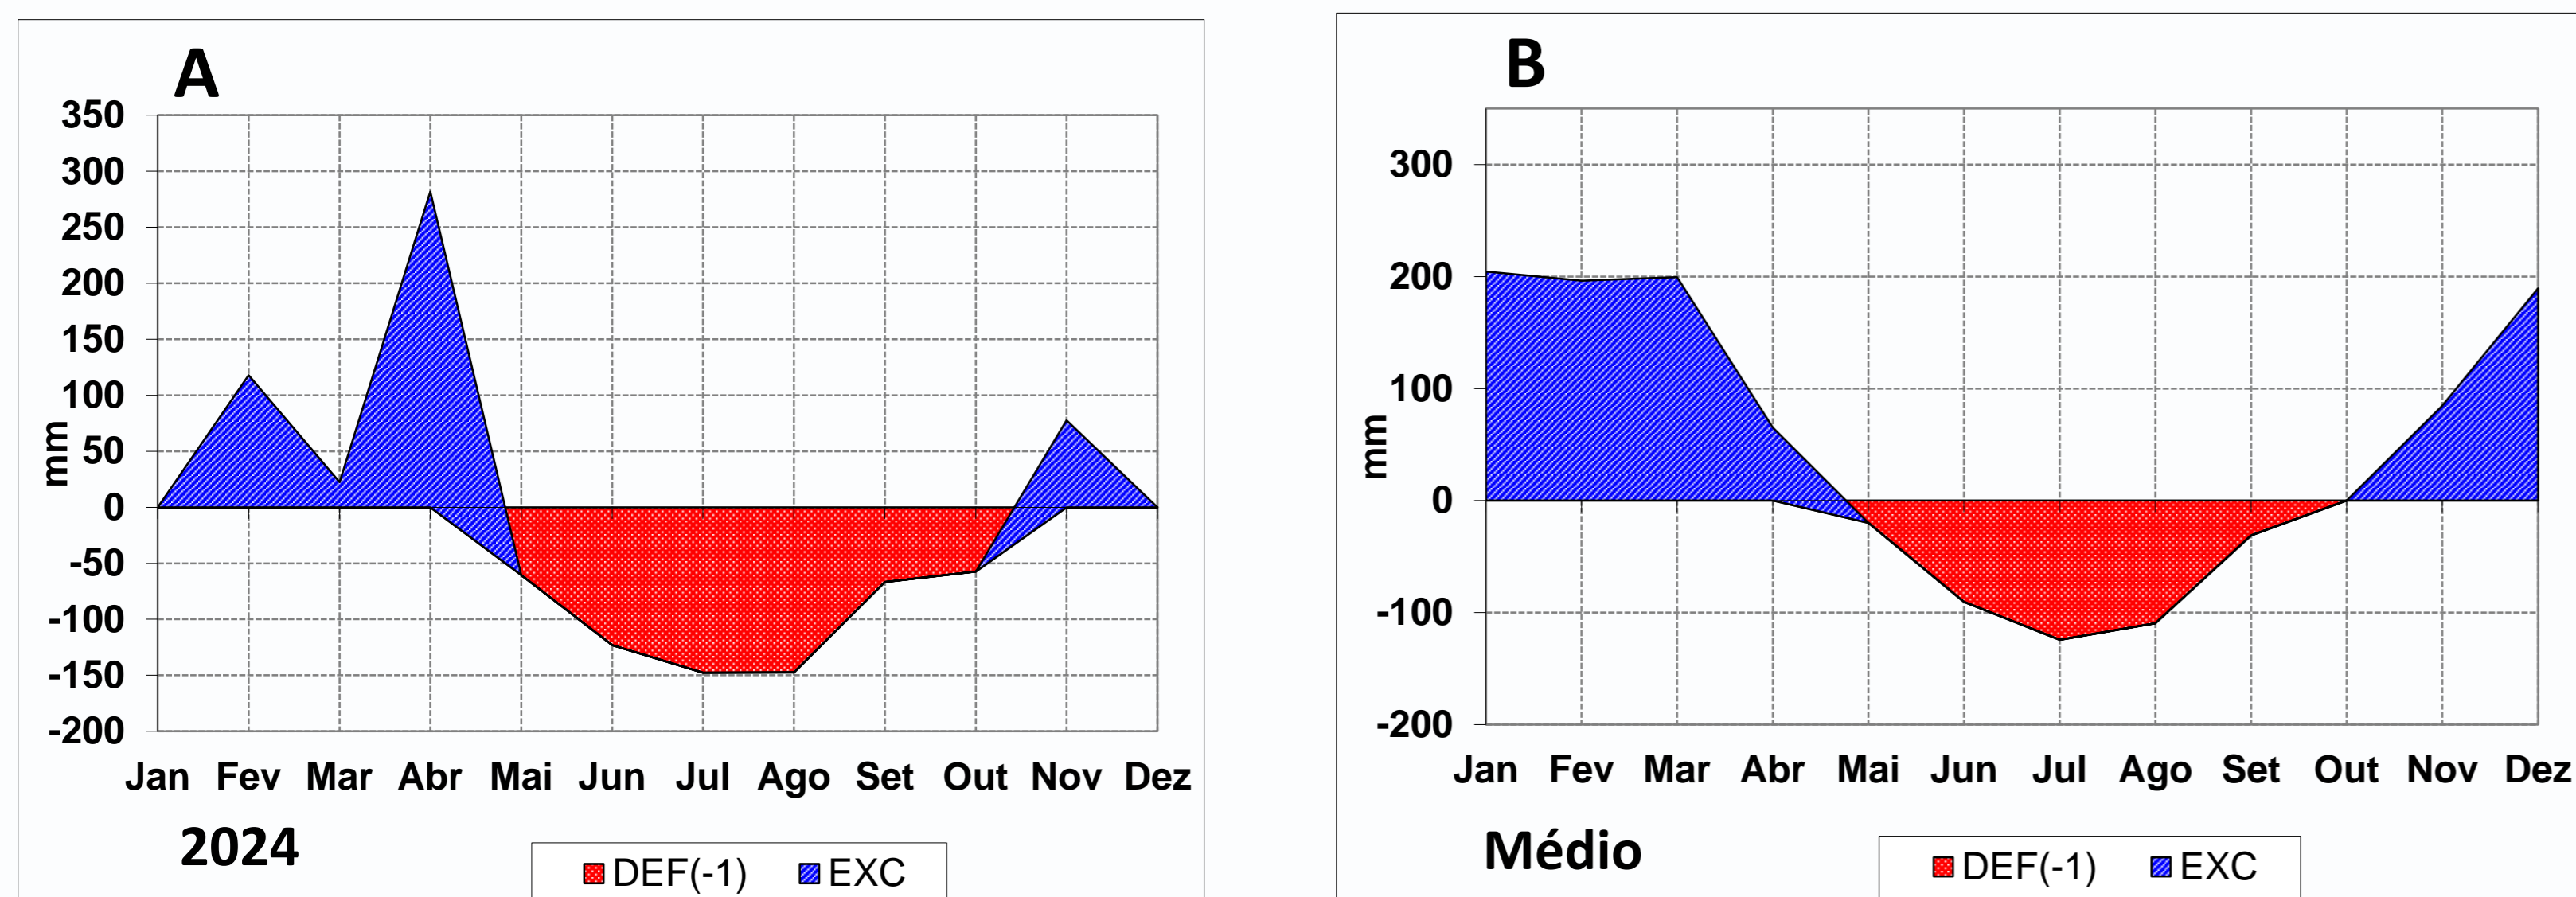 A
350
300
250
200
150
100
50
0
-50
-100
-150
-200
mm
Jan Fev Mar Abr Mai Jun Jul Ago Set Out Nov Dez
2024
DEF(-1) EXC
B
300
200
100
0
-100
-200
mm
Jan Fev Mar Abr Mai Jun Jul Ago Set Out Nov Dez
Médio
DEF(-1) EXC